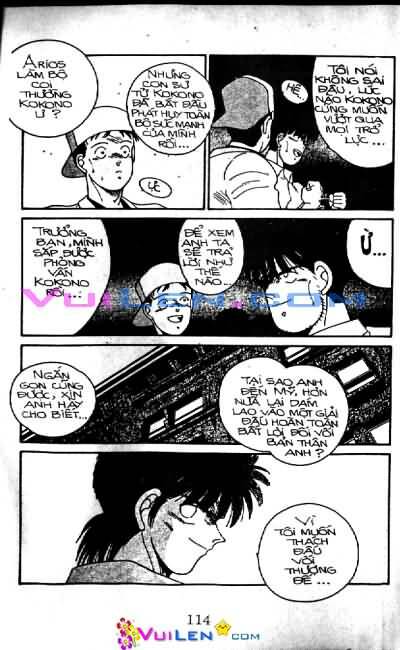 ARIOS
LÀM BỘ
COI
THƯỜNG
KOKONO
Ư ?
NHƯNG
CON SƯ
TỬ KOKONO
ĐÃ BẮT ĐẦU
PHÁT HUY TOÀN
BỘ SỨC MẠNH
CỦA MÌNH
RỒI...
ỰC
HÊ...
TÔI NÓI
KHÔNG SAI
ĐÂU, LÚC
NÀO KOKONO
CŨNG MUỐN
VƯỢT QUA
MỌI TRỞ
LỰC ...
TRƯỞNG
BAN, MÌNH
SẮP ĐƯỢC
PHỎNG
VẤN
KOKONO
RỒI ...
ĐỂ XEM
ANH TA
SẼ TRẢ
LỜI NHƯ
THẾ
NÀO.
Ừ...
VUILEN.COM
NGẮN
GỌN CŨNG
ĐƯỢC, XIN
ANH HÃY
CHO BIẾT...
TẠI SAO ANH
ĐẾN MỸ, HƠN
NỮA LẠI DÁM
LAO VÀO MỘT GIẢI
ĐẤU HOÀN TOÀN
BẤT LỢI ĐỐI VỚI
BẢN THÂN
ANH ?
VÌ
TÔI MUỐN
THÁCH
ĐẤU
VỚI
THƯỢNG
ĐẾ ...
114
VUILEN.COM